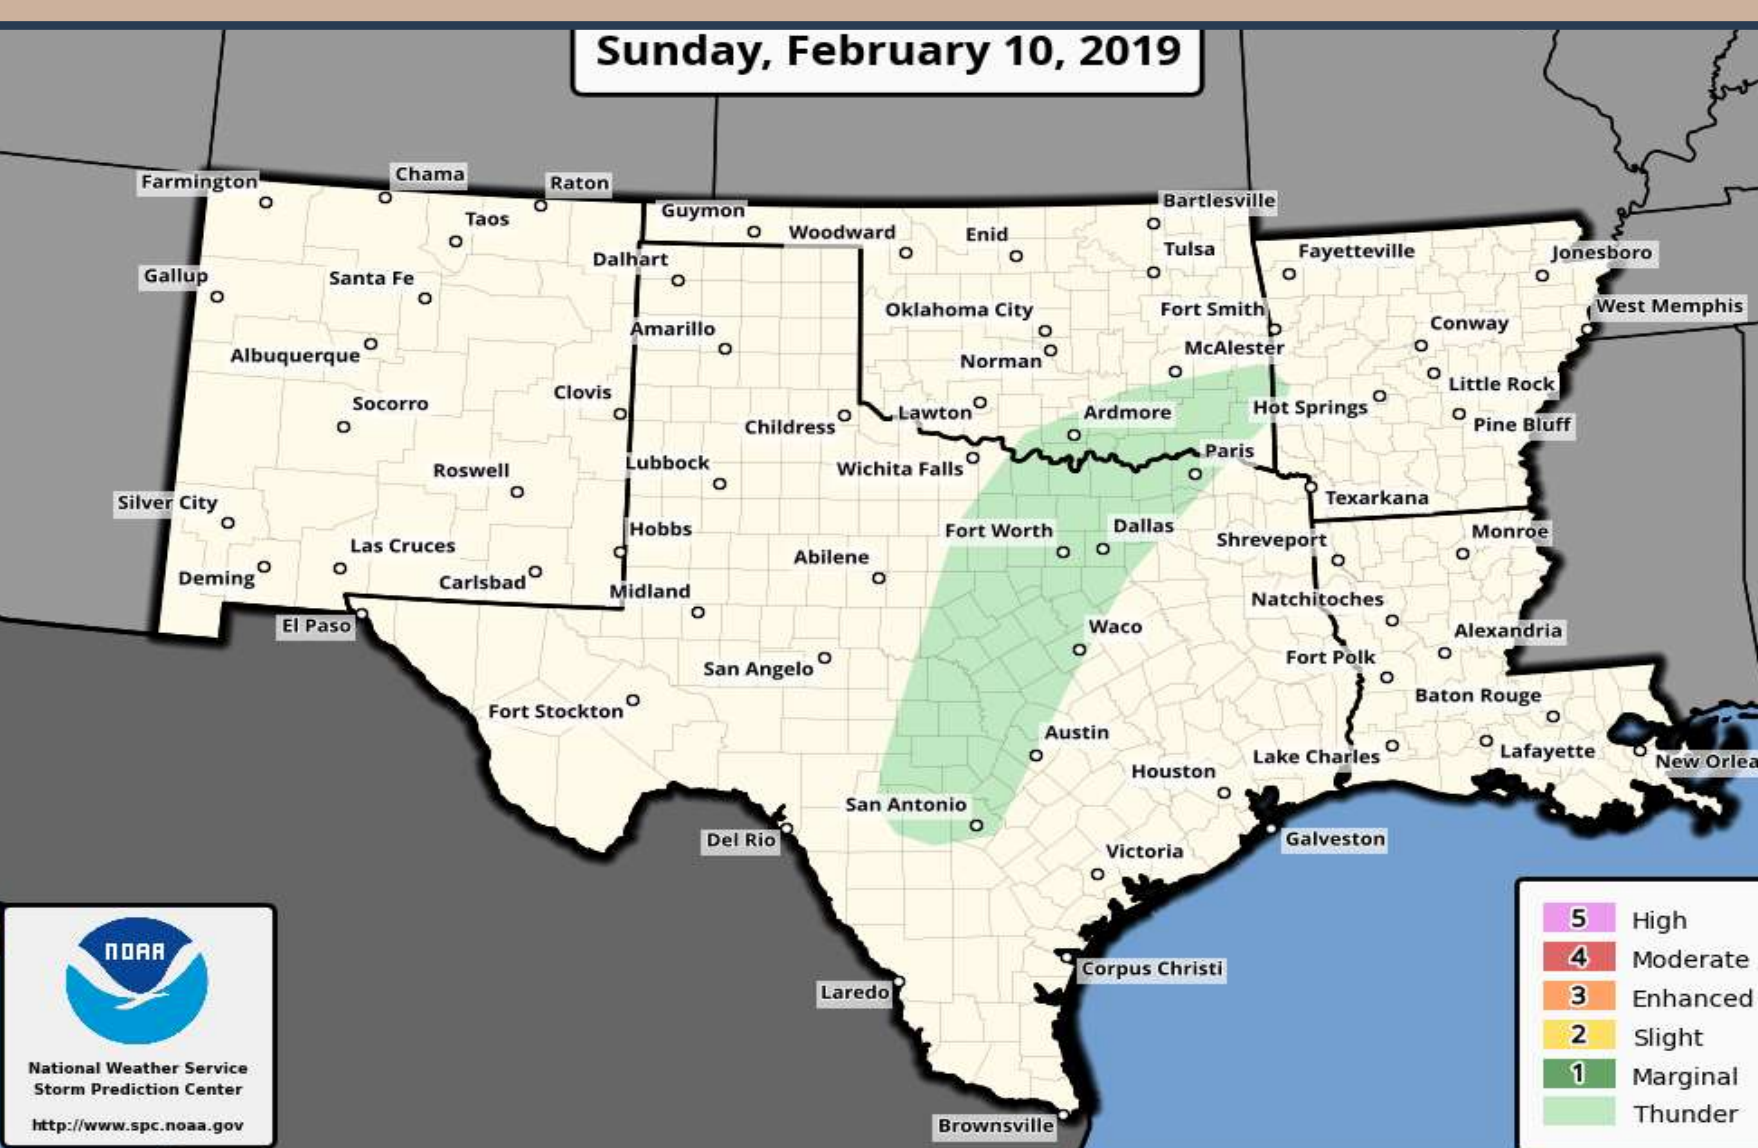 Sunday, February 10, 2019
Farmington
Chama
Raton
Taos
Guymon
Woodward
Enid
Bartlesville
Tulsa
Fayetteville
Jonesboro
Gallup
Santa Fe
Dalhart
Oklahoma City
Fort Smith
West Memphis
Albuquerque
Amarillo
Norman
McAlester
Conway
Little Rock
Socorro
Clovis
Childress
Lawton
Ardmore
Hot Springs
Pine Bluff
Roswell
Lubbock
Wichita Falls
Paris
Texarkana
Silver City
Las Cruces
Hobbs
Abilene
Fort Worth
Dallas
Shreveport
Monroe
Deming
Carlsbad
Midland
Natchitoches
El Paso
San Angelo
Waco
Fort Polk
Alexandria
Fort Stockton
Austin
Baton Rouge
Lake Charles
Lafayette
New Orlea
Houston
San Antonio
Del Rio
Victoria
Galveston
Corpus Christi
Laredo
Brownsville
NOAA
National Weather Service
Storm Prediction Center
http://www.spc.noaa.gov
5 High
4 Moderate
3 Enhanced
2 Slight
1 Marginal
Thunder